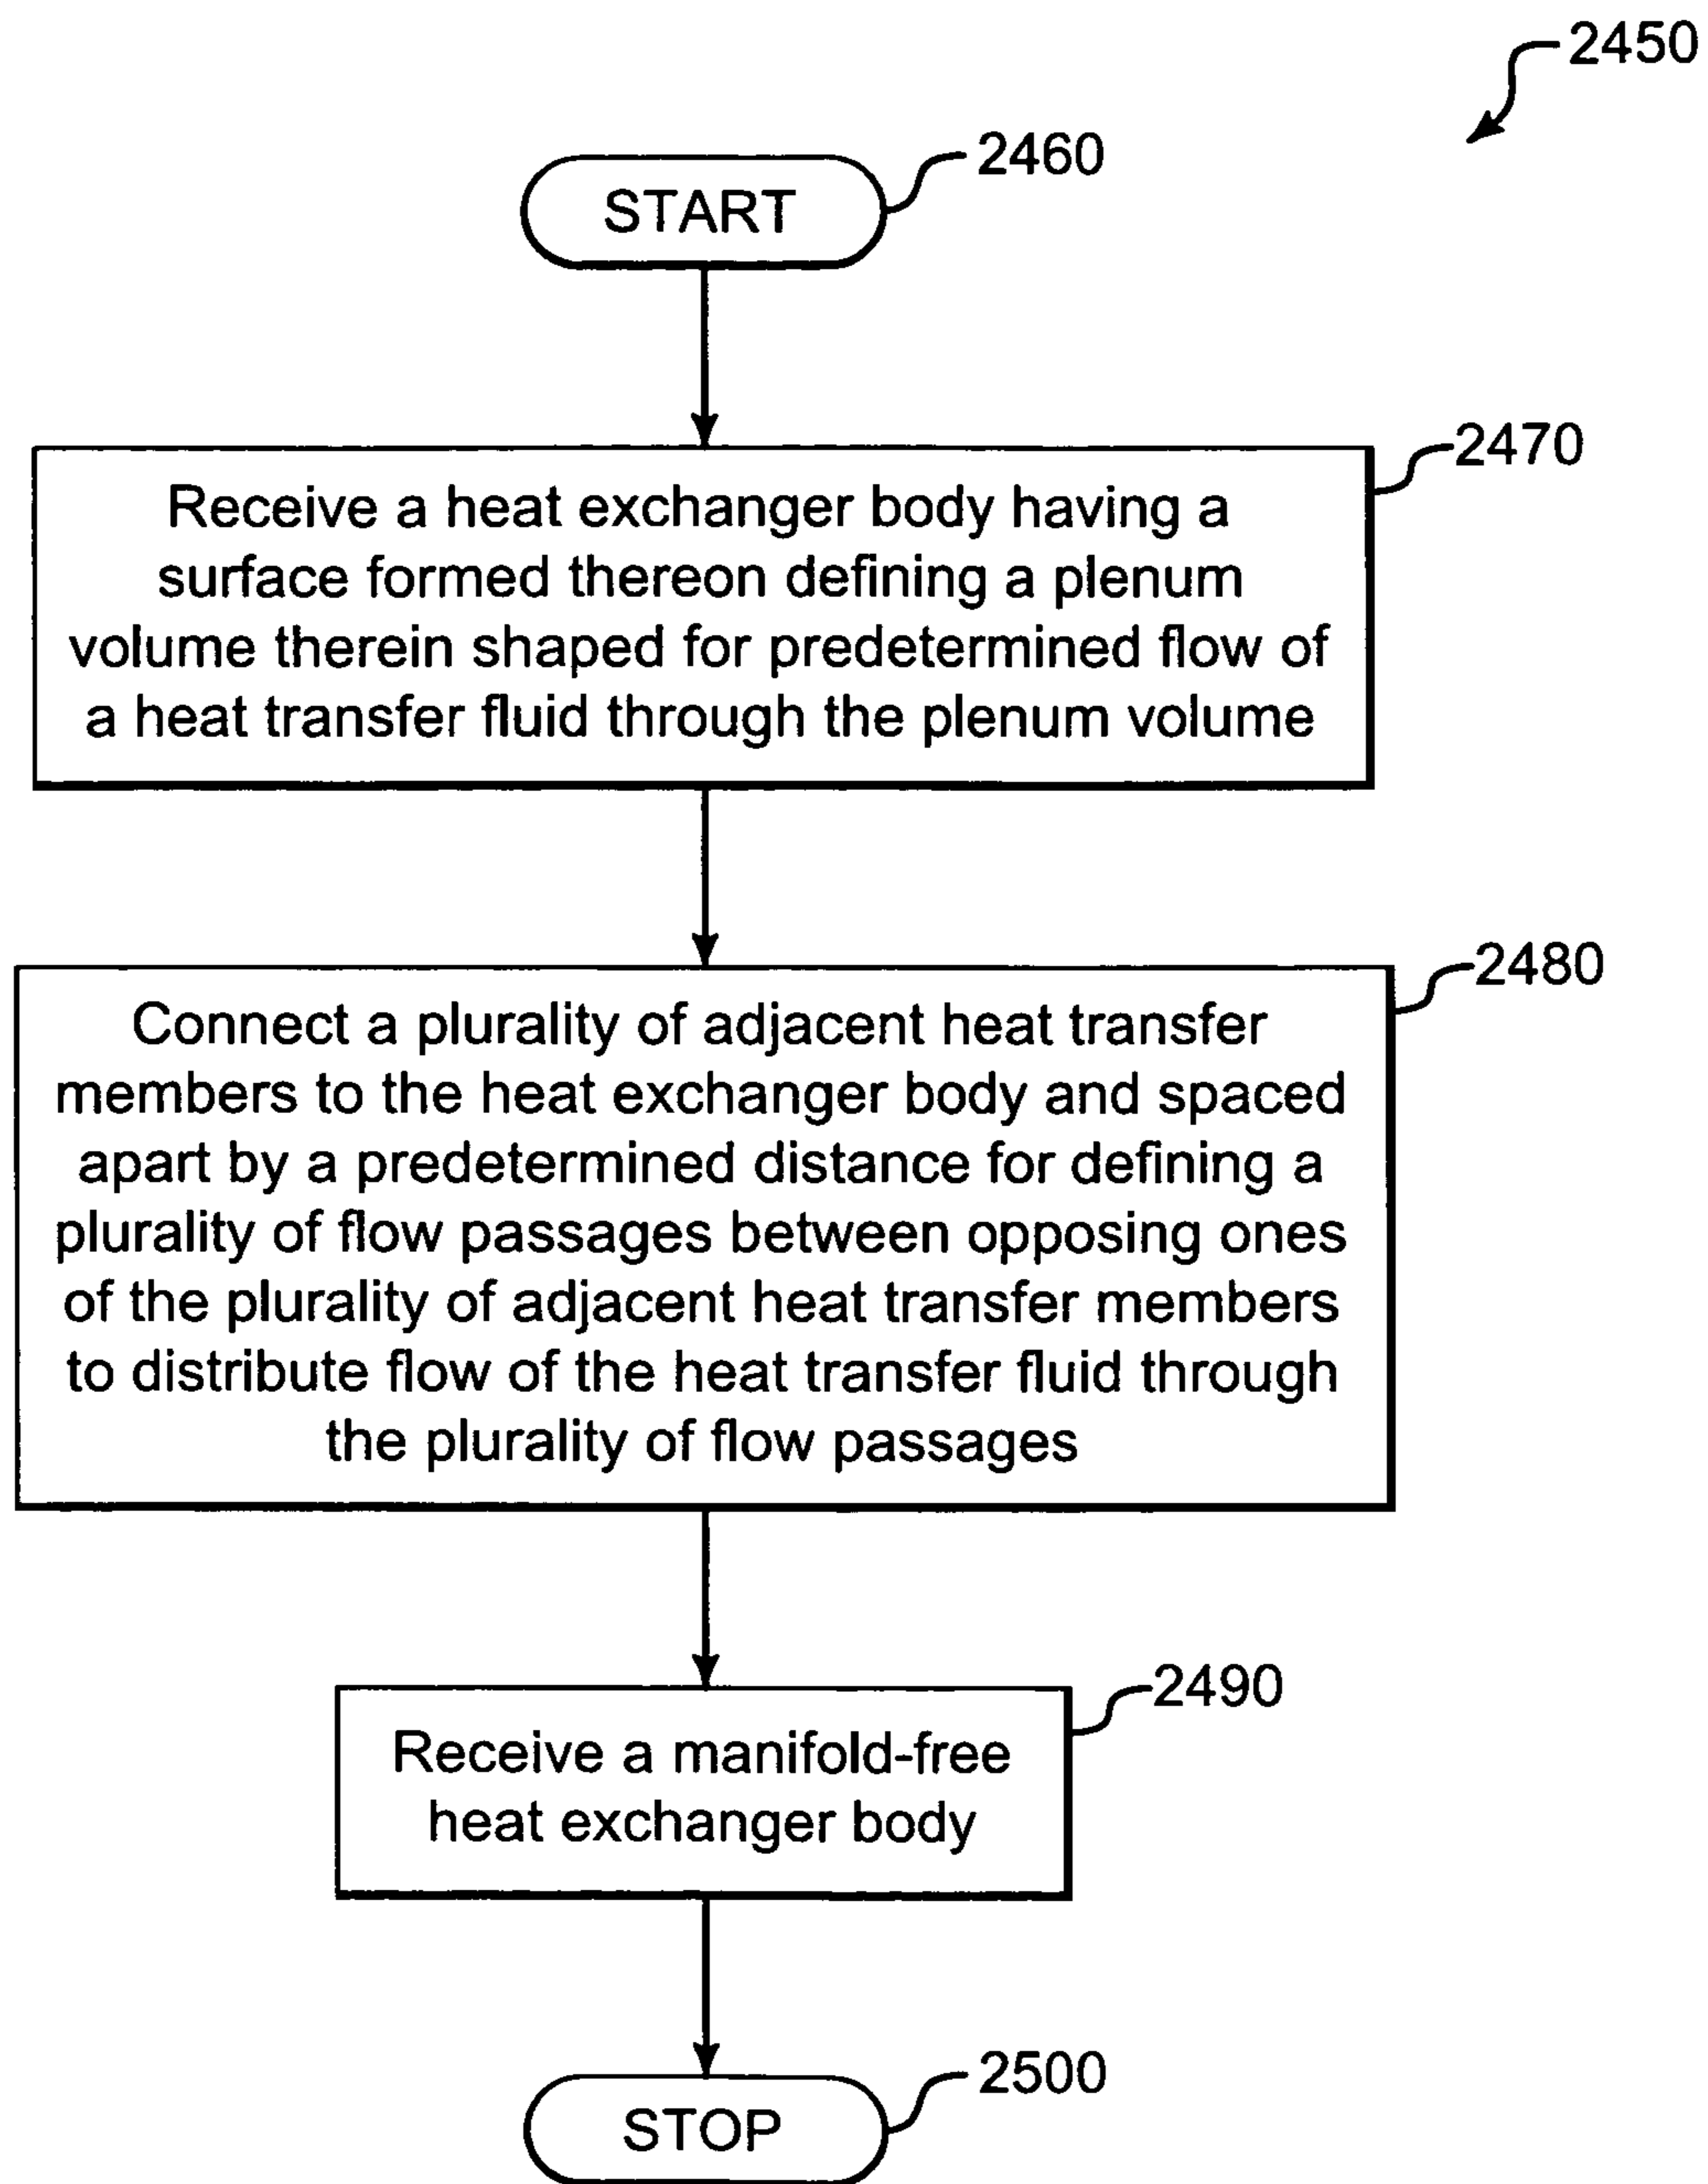 2450
2460
START
2470
Receive a heat exchanger body having a
surface formed thereon defining a plenum
volume therein shaped for predetermined flow of
a heat transfer fluid through the plenum volume
2480
Connect a plurality of adjacent heat transfer
members to the heat exchanger body and spaced
apart by a predetermined distance for defining a
plurality of flow passages between opposing ones
of the plurality of adjacent heat transfer members
to distribute flow of the heat transfer fluid through
the plurality of flow passages
2490
Receive a manifold-free
heat exchanger body
2500
STOP